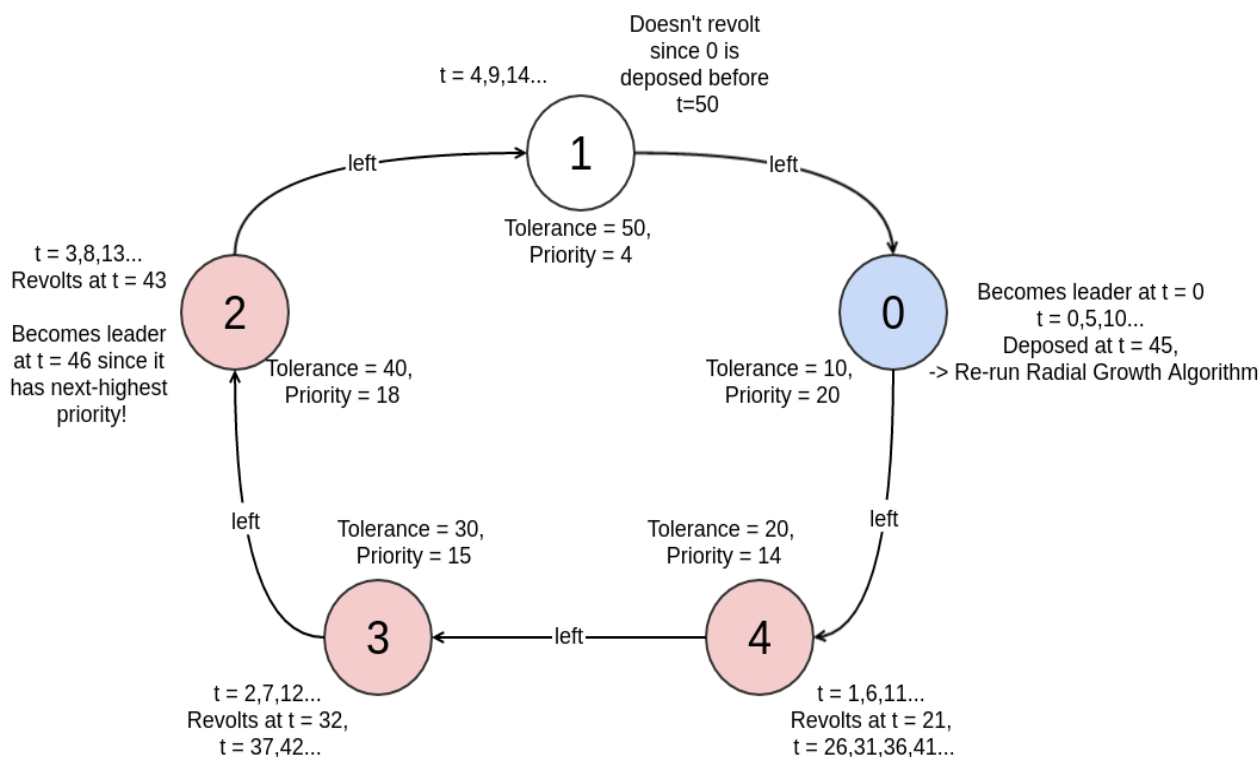 Doesn't revolt
since 0 is
deposed before
t=50
t = 4,9,14...
1
left
left
Tolerance = 50,
Priority = 4
t = 3,8,13...
Revolts at t = 43
2
Becomes leader
at t = 46 since it
has next-highest
priority!
Tolerance = 40,
Priority = 18
0
Becomes leader at t = 0
t = 0,5,10...
Deposed at t = 45,
-> Re-run Radial Growth Algorithm
Tolerance = 10,
Priority = 20
left
left
Tolerance = 30,
Priority = 15
Tolerance = 20,
Priority = 14
3
left
4
t = 2,7,12...
Revolts at t = 32,
t = 37,42...
t = 1,6,11...
Revolts at t = 21,
t = 26,31,36,41...